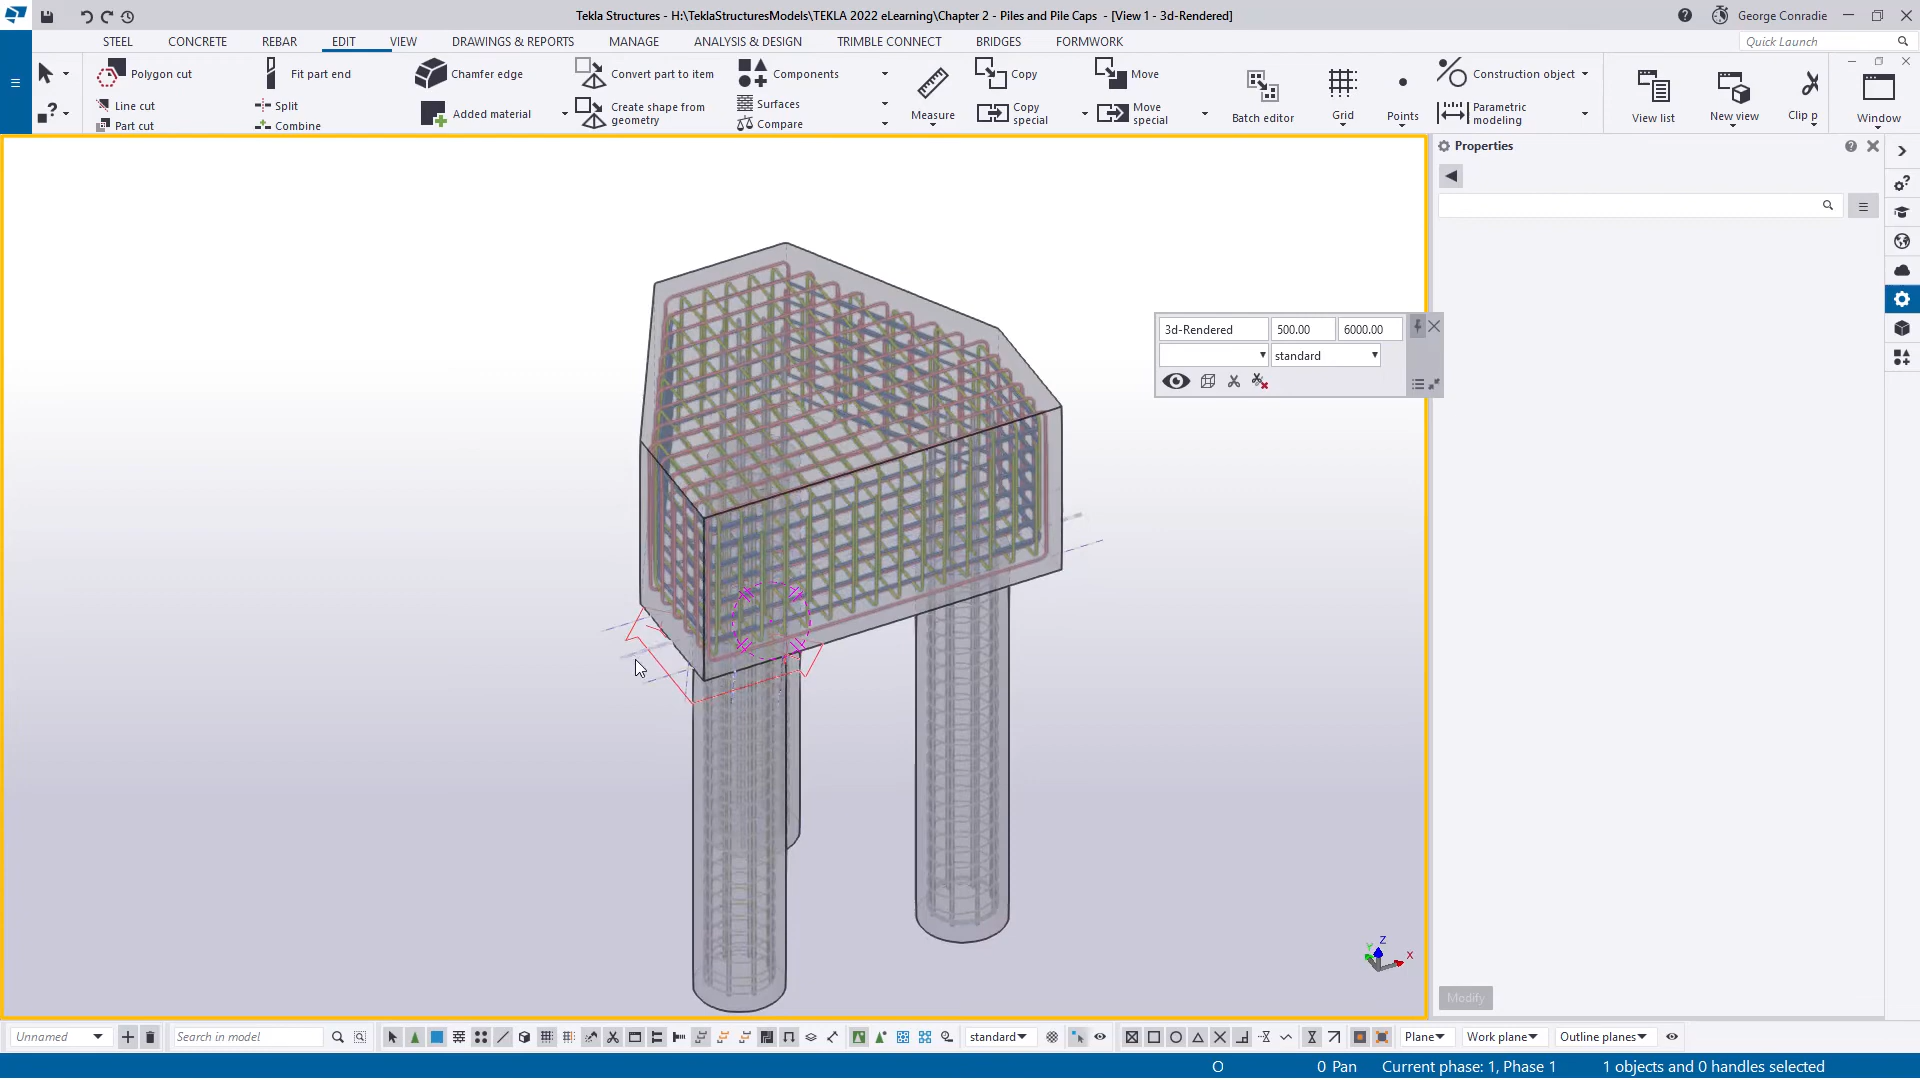 Tekla Structures - H:\TeklaStructuresModels\TEKLA 2022 eLearning\Chapter 2 - Piles and Pile Caps - [View 1 - 3d-Rendered]
George Conradie
STEEL CONCRETE REBAR EDIT VIEW DRAWINGS & REPORTS MANAGE ANALYSIS & DESIGN TRIMBLE CONNECT BRIDGES FORMWORK
Quick Launch
Polygon cut
Line cut
Part cut
Fit part end
Split
Combine
Chamfer edge
Added material
Convert part to item
Create shape from
geometry
Components
Surfaces
Compare
Measure
Copy
Copy
special
Move
Move
special
Batch editor
Grid
Points
Construction object
Parametric
modeling
View list
New view
Clip p
Window
Properties
3d-Rendered 500.00 6000.00
standard
Z
Y
X
Modify
Unnamed
Search in model
standard
Plane
Work plane
Outline planes
O
0 Pan
Current phase: 1, Phase 1
1 objects and 0 handles selected